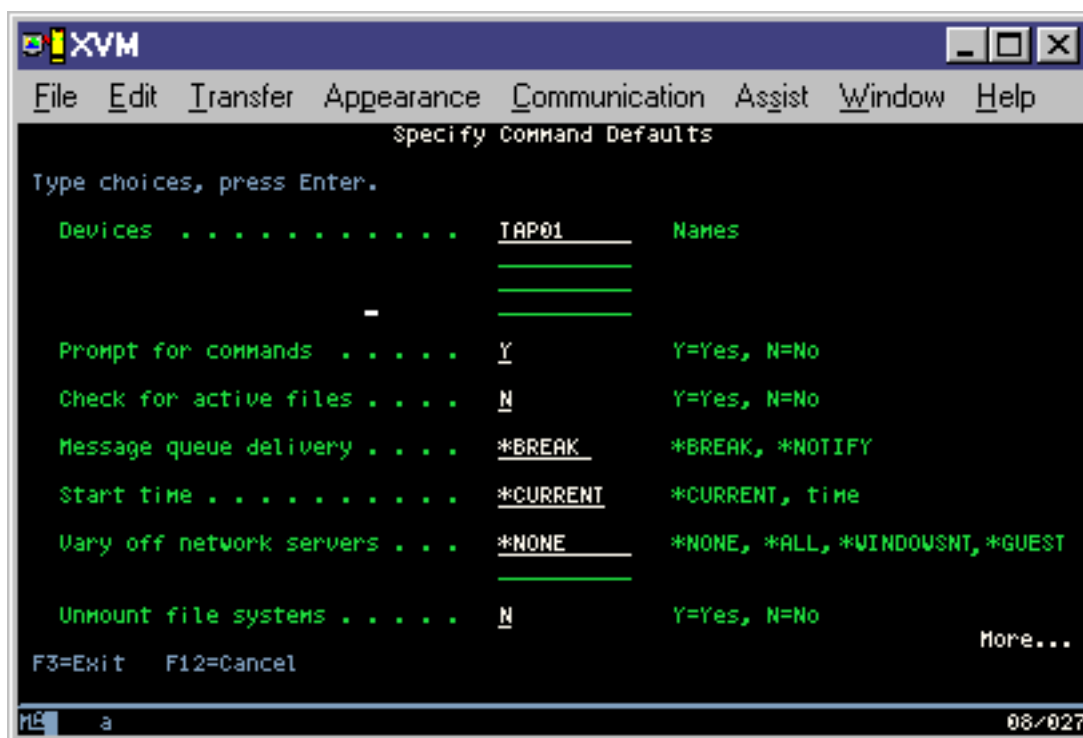 XVM
File Edit Transfer Appearance Communication Assist Window Help
Specify Command Defaults
Type choices, press Enter.
Devices . . . . . . . . . . . TAP01 Names
Prompt for commands . . . . . Y Y=Yes, N=No
Check for active files . . . . N Y=Yes, N=No
Message queue delivery . . . . *BREAK *BREAK, *NOTIFY
Start time . . . . . . . . . . *CURRENT *CURRENT, time
Vary off network servers . . . *NONE *NONE, *ALL, *WINDOWSNT, *GUEST
Unmount file systems . . . . . N Y=Yes, N=No
More...
F3=Exit F12=Cancel
MA a 08/027